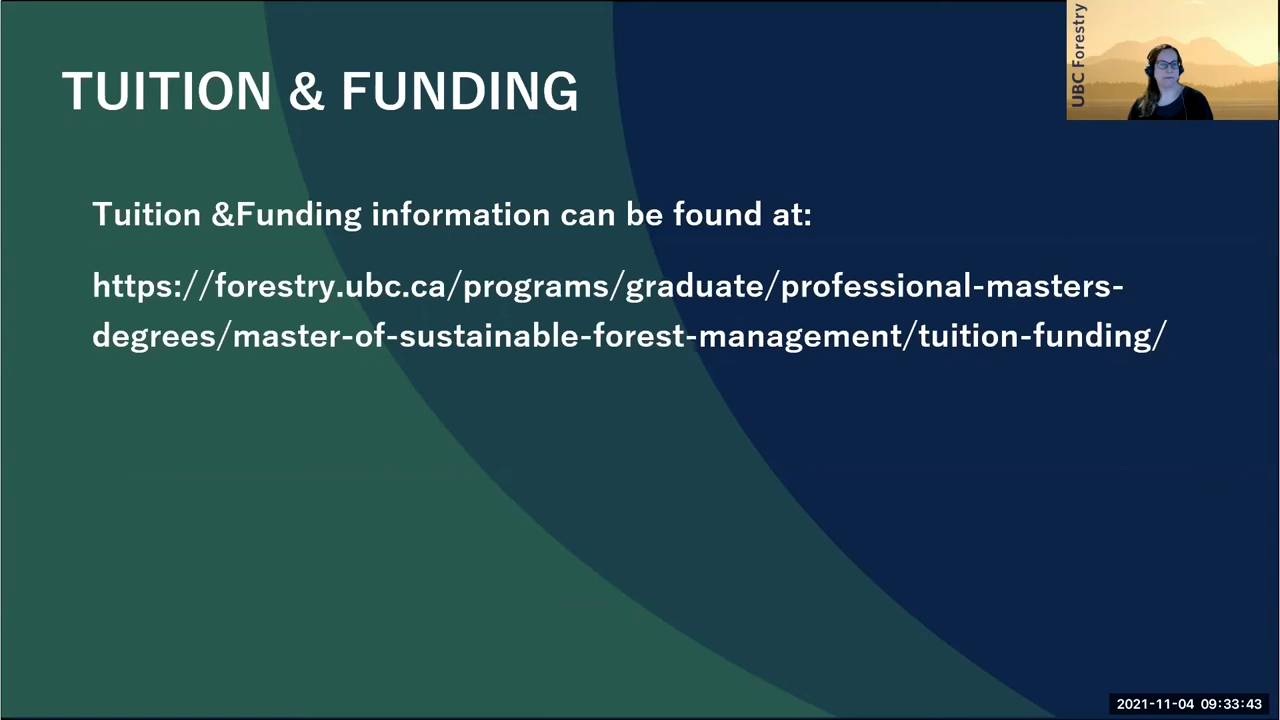 TUITION & FUNDING
UBC Forestry
Tuition &Funding information can be found at:
https://forestry.ubc.ca/programs/graduate/professional-masters-
degrees/master-of-sustainable-forest-management/tuition-funding/
2021-11-04 09:33:43